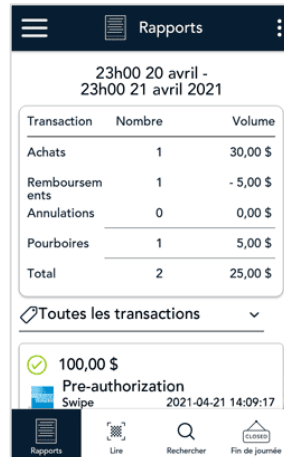 Rapports
23h00 20 avril -
23h00 21 avril 2021
Transaction Nombre Volume
Achats 1 30,00 $
Remboursem
ents 1 - 5,00 $
Annulations 0 0,00 $
Pourboires 1 5,00 $
Total 2 25,00 $
Toutes les transactions
100,00 $
Pre-authorization
Swipe 2021-04-21 14:09:17
CLOSED
Rapports Lire Rechercher Fin de journée